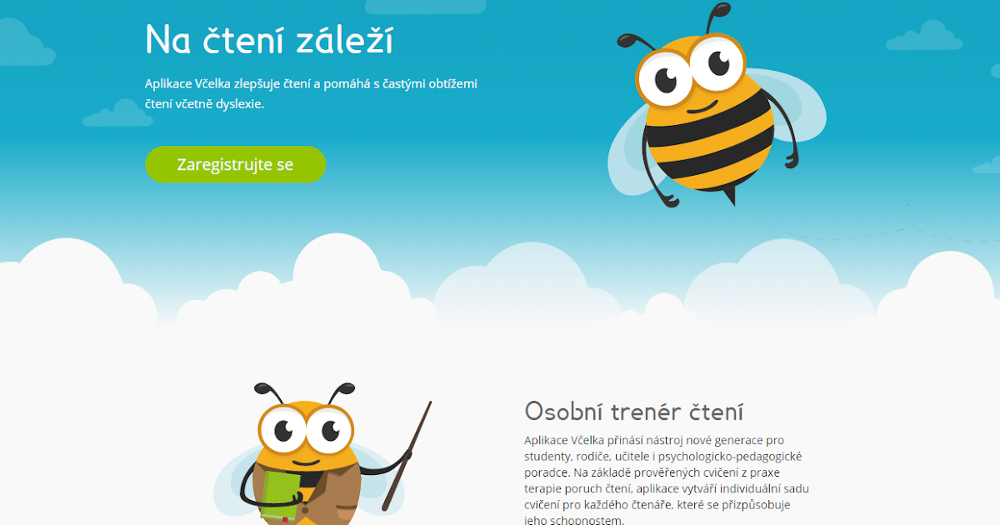 Na čtení záleží
Aplikace Včelka zlepšuje čtení a pomáhá s častými obtížemi
čtení včetně dyslexie.
Zaregistrujte se
Osobní trenér čtení
Aplikace Včelka přinásí nástroj nové generace pro
studenty, rodiče, učitele i psychologicko-pedagogické
poradce. Na základě prověřených cvičení z praxe
terapie poruch čtení, aplikace vytváří individuální sadu
cvičení pro každého čtenáře, které se přizpůsobuje
jeho schopnostem.